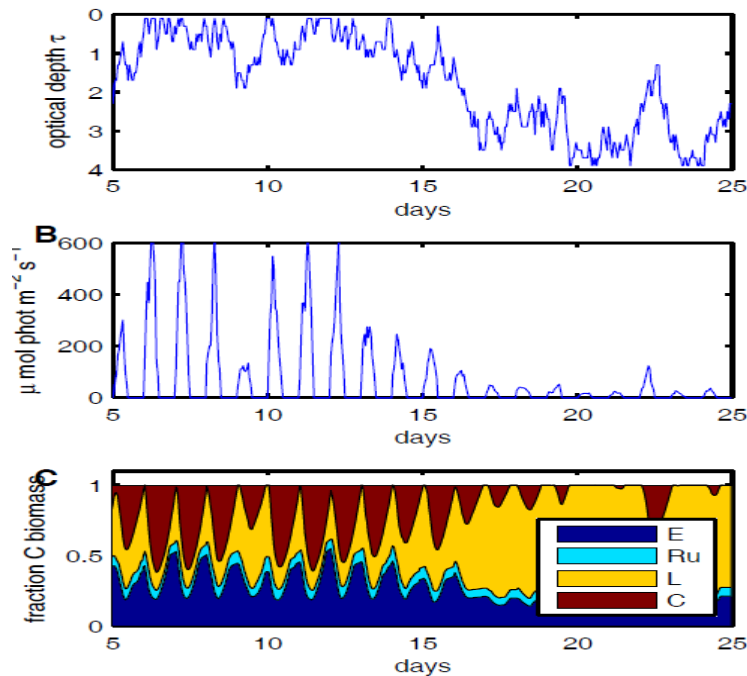 0
1
2
3
4
optical depth τ
5 10 15 20 25
days
B
600
400
200
0
μ mol phot m⁻² s⁻¹
5 10 15 20 25
days
C
1
0.5
0
fraction C biomass
E
Ru
L
C
5 10 15 20 25
days